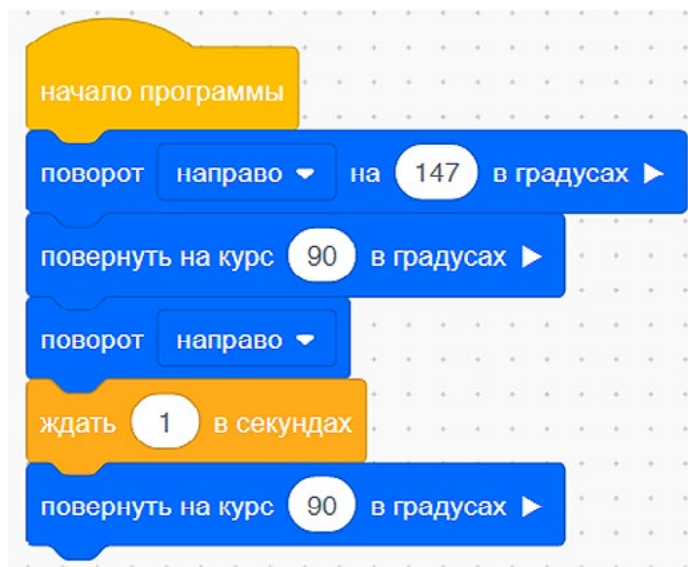 начало программы
поворот направо на 147 в градусах
повернуть на курс 90 в градусах
поворот направо
ждать 1 в секундах
повернуть на курс 90 в градусах